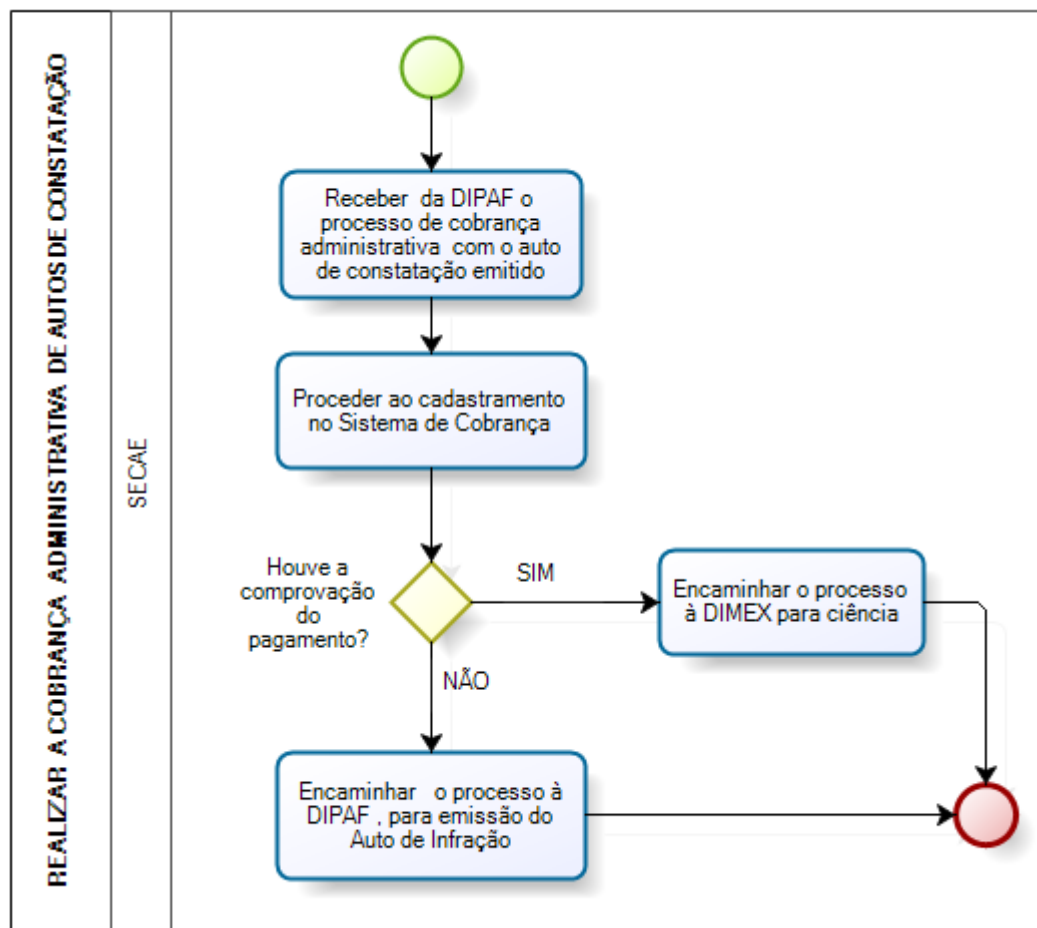 REALIZAR A COBRANÇA ADMINISTRATIVA DE AUTOS DE CONSTATAÇÃO
SECAE
Receber da DIPAF o
processo de cobrança
administrativa com o auto
de constatação emitido
Proceder ao cadastramento
no Sistema de Cobrança
Houve a
comprovação
do
pagamento?
SIM
Encaminhar o processo
à DIMEX para ciência
NÃO
Encaminhar o processo à
DIPAF , para emissão do
Auto de Infração